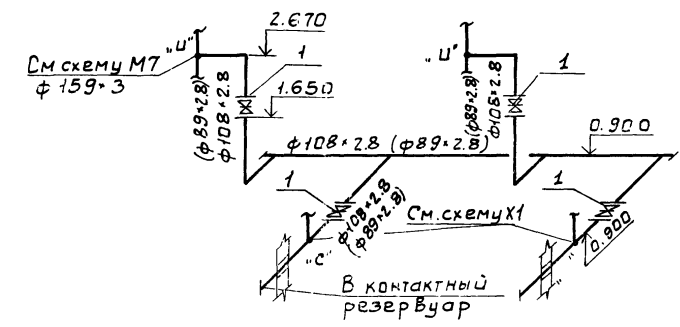 2.670
"и"
"и"
См схему М7
ф 159×3
1
1
(ф89×2.8)
ф108×2.8
1.650
(ф89×2.8)
ф108×2.8
ф108×2.8 (ф89×2.8)
0.900
1
1
ф108×2.8
(ф89×2.8)
См. схему Х1
0.900
"с"
В контактный
резервуар